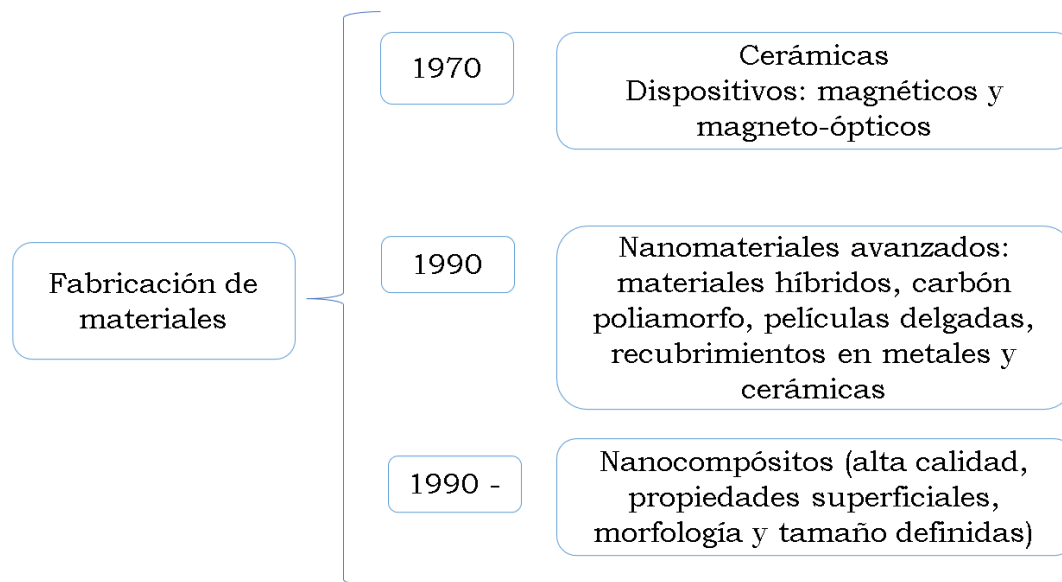 Fabricación de
materiales
1970
Cerámicas
Dispositivos: magnéticos y
magneto-ópticos
1990
Nanomateriales avanzados:
materiales híbridos, carbón
poliamorfo, películas delgadas,
recubrimientos en metales y
cerámicas
1990 -
Nanocompósitos (alta calidad,
propiedades superficiales,
morfología y tamaño definidas)